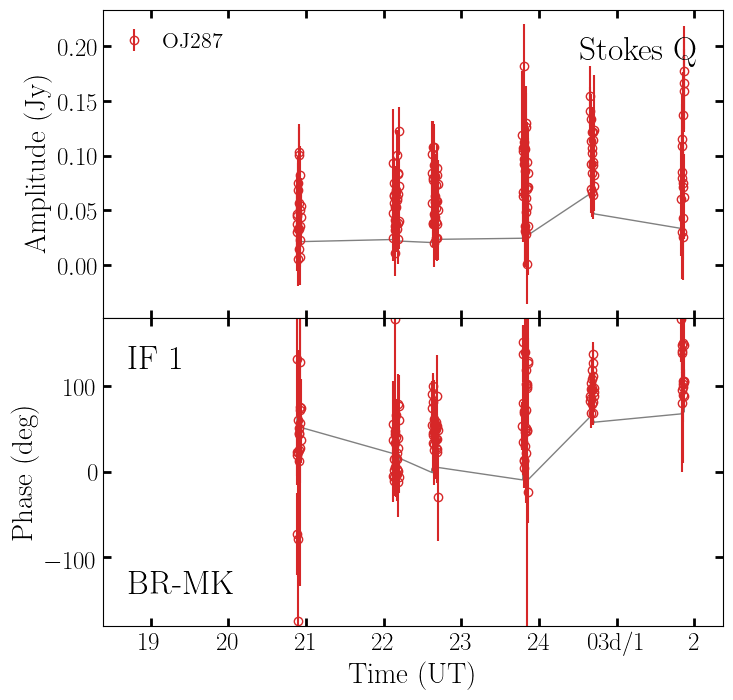 OJ287
Stokes Q
0.20
0.15
0.10
0.05
0.00
Amplitude (Jy)
IF 1
100
0
−100
Phase (deg)
BR-MK
19 20 21 22 23 24 03d/1 2
Time (UT)